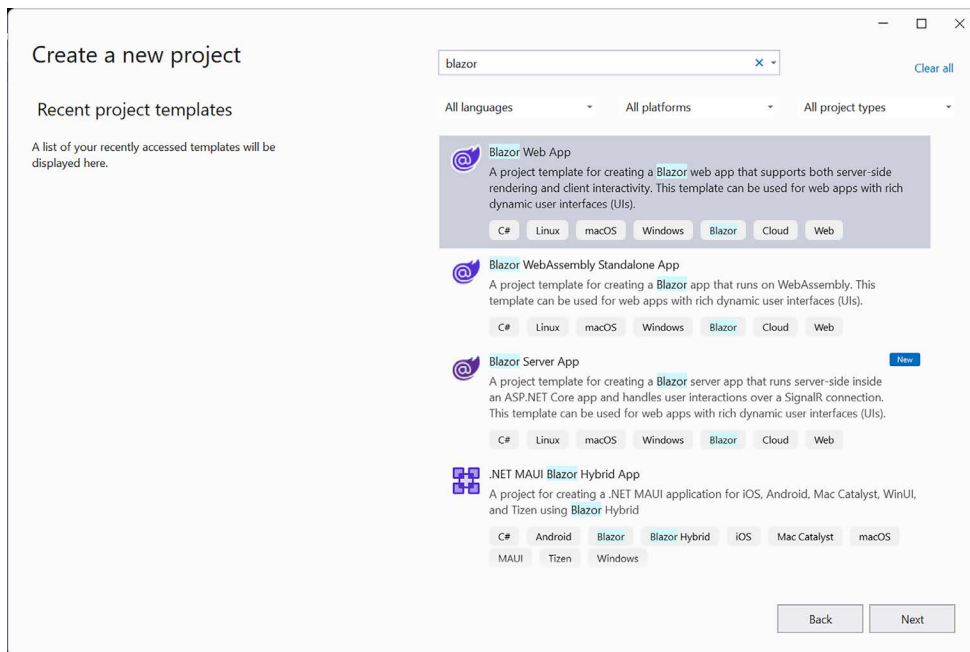 Create a new project
Recent project templates
A list of your recently accessed templates will be
displayed here.
blazor
Clear all
All languages
All platforms
All project types
Blazor Web App
A project template for creating a Blazor web app that supports both server-side
rendering and client interactivity. This template can be used for web apps with rich
dynamic user interfaces (UIs).
C# Linux macOS Windows Blazor Cloud Web
Blazor WebAssembly Standalone App
A project template for creating a Blazor app that runs on WebAssembly. This
template can be used for web apps with rich dynamic user interfaces (UIs).
C# Linux macOS Windows Blazor Cloud Web
Blazor Server App
New
A project template for creating a Blazor server app that runs server-side inside
an ASP.NET Core app and handles user interactions over a SignalR connection.
This template can be used for web apps with rich dynamic user interfaces (UIs).
C# Linux macOS Windows Blazor Cloud Web
.NET MAUI Blazor Hybrid App
A project for creating a .NET MAUI application for iOS, Android, Mac Catalyst, WinUI,
and Tizen using Blazor Hybrid
C# Android Blazor Blazor Hybrid iOS Mac Catalyst macOS
MAUI Tizen Windows
Back
Next